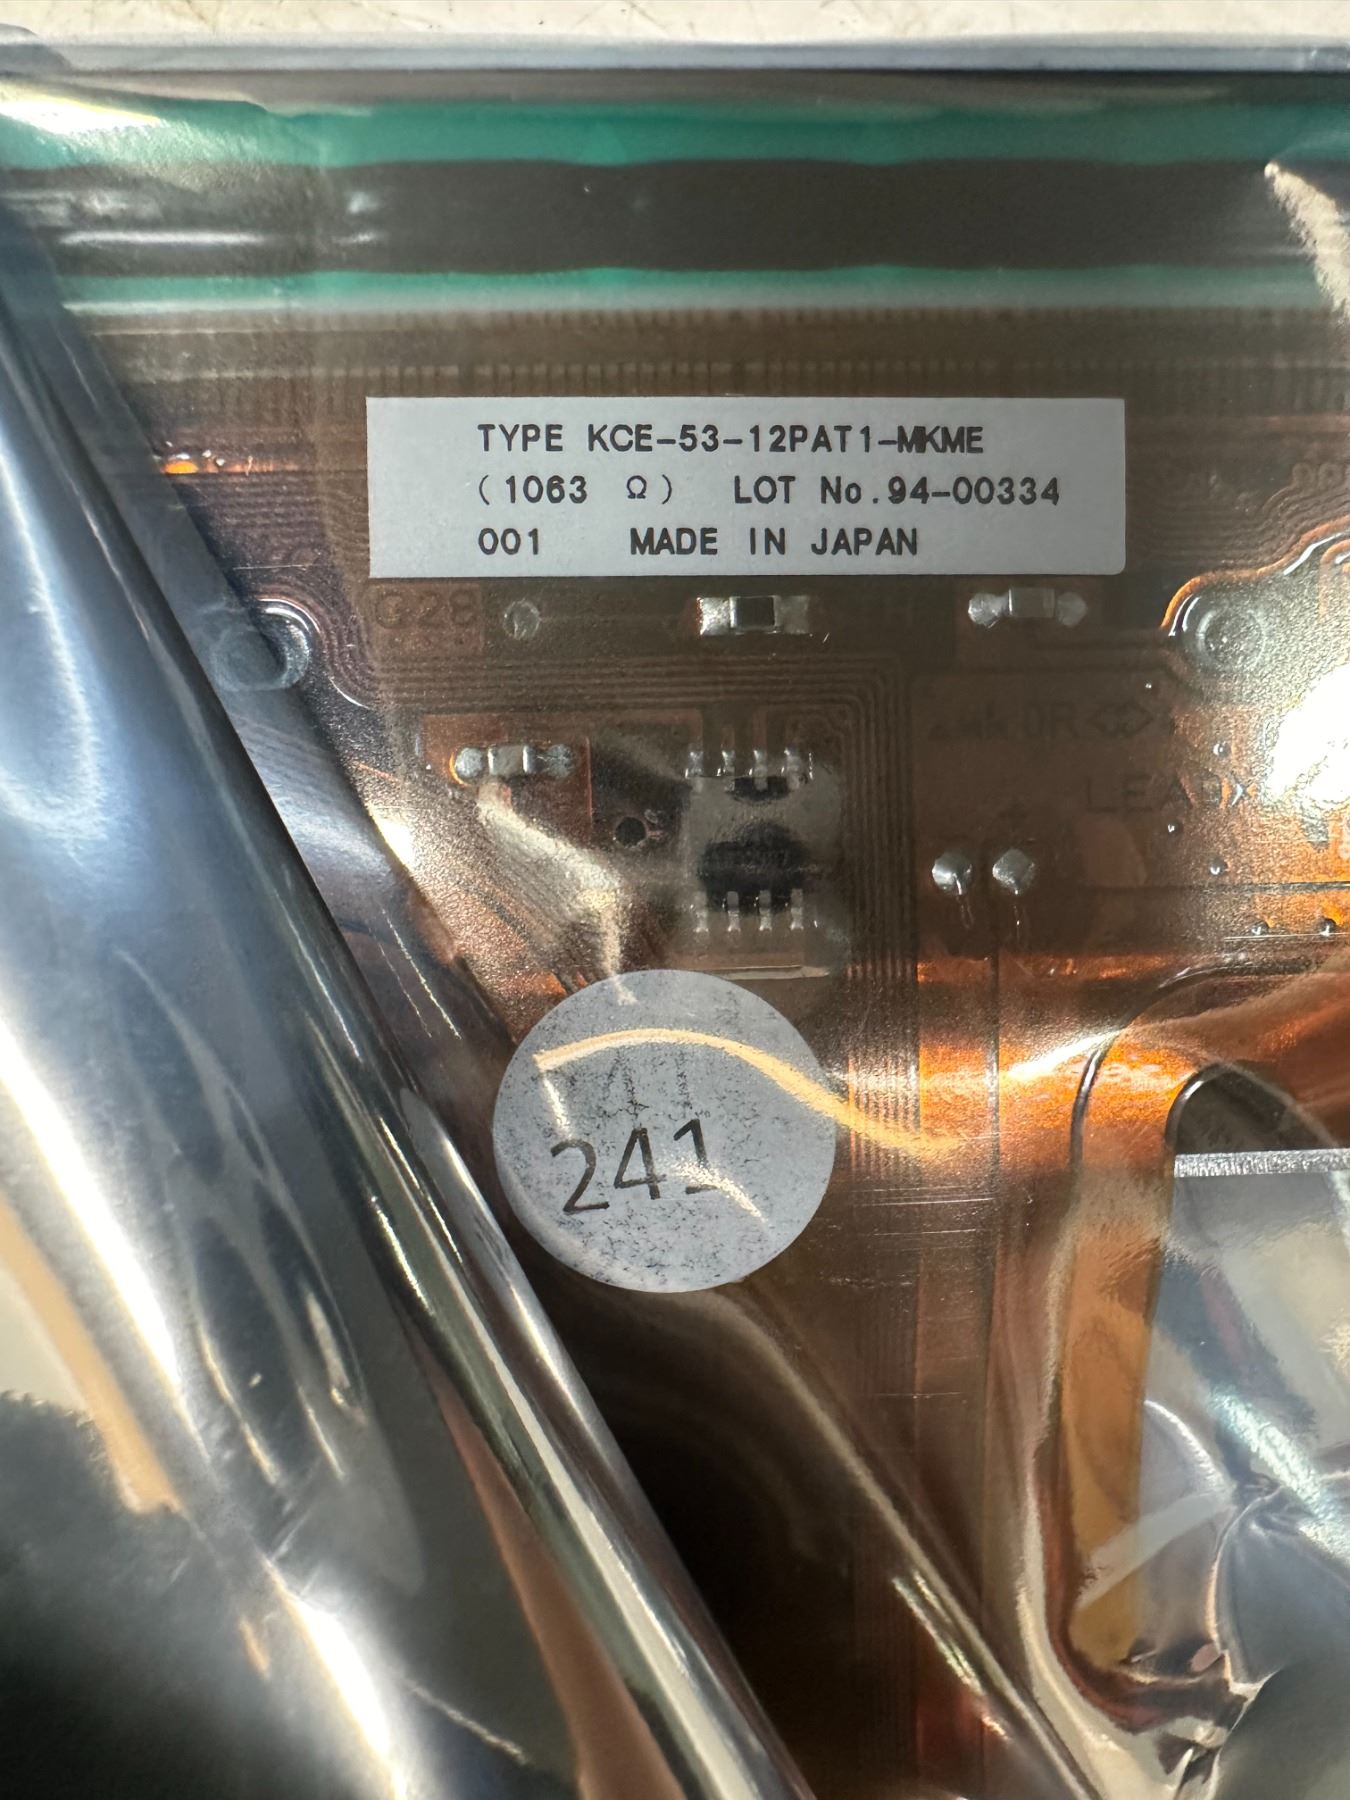 TYPE KCE-53-12PAT1-MKME
(1063 Ω) LOT No.94-00334
001 MADE IN JAPAN
G28
241